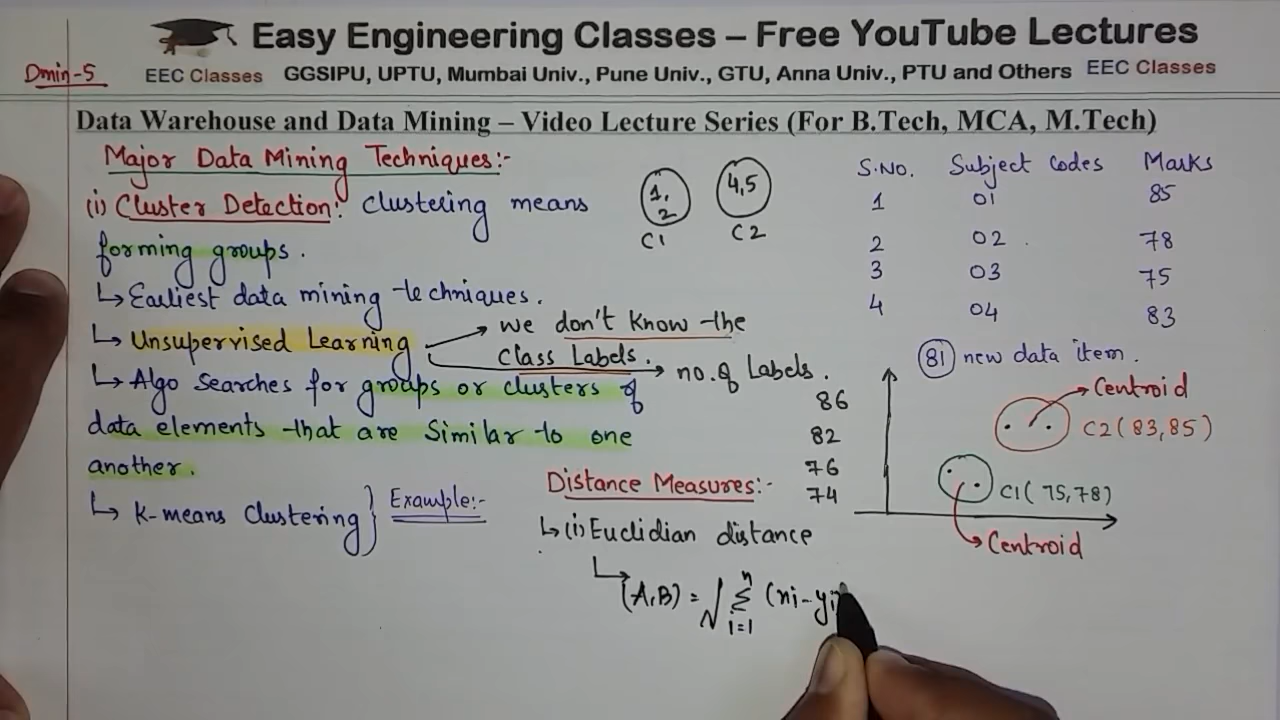 Easy Engineering Classes – Free YouTube Lectures
Dmin-5
EEC Classes GGSIPU, UPTU, Mumbai Univ., Pune Univ., GTU, Anna Univ., PTU and Others EEC Classes
Data Warehouse and Data Mining – Video Lecture Series (For B.Tech, MCA, M.Tech)
Major Data Mining Techniques:-
(i) Cluster Detection: clustering means
forming groups.
↳ Earliest data mining techniques.
↳ Unsupervised Learning
we don't know the
class Labels.
no. of Labels.
↳ Algo searches for groups or clusters of
data elements that are similar to one
another.
↳ K-means clustering } Example:-
1, 2
C1
4,5
C2
S.No. Subject codes Marks
1 01 85
2 02 78
3 03 75
4 04 83
81 new data item.
86
82
76
74
Centroid
C2(83,85)
C1(75,78)
Centroid
Distance Measures:-
↳ (i) Euclidian distance
(A,B) = √ n Σ i=1 (xi-yi)